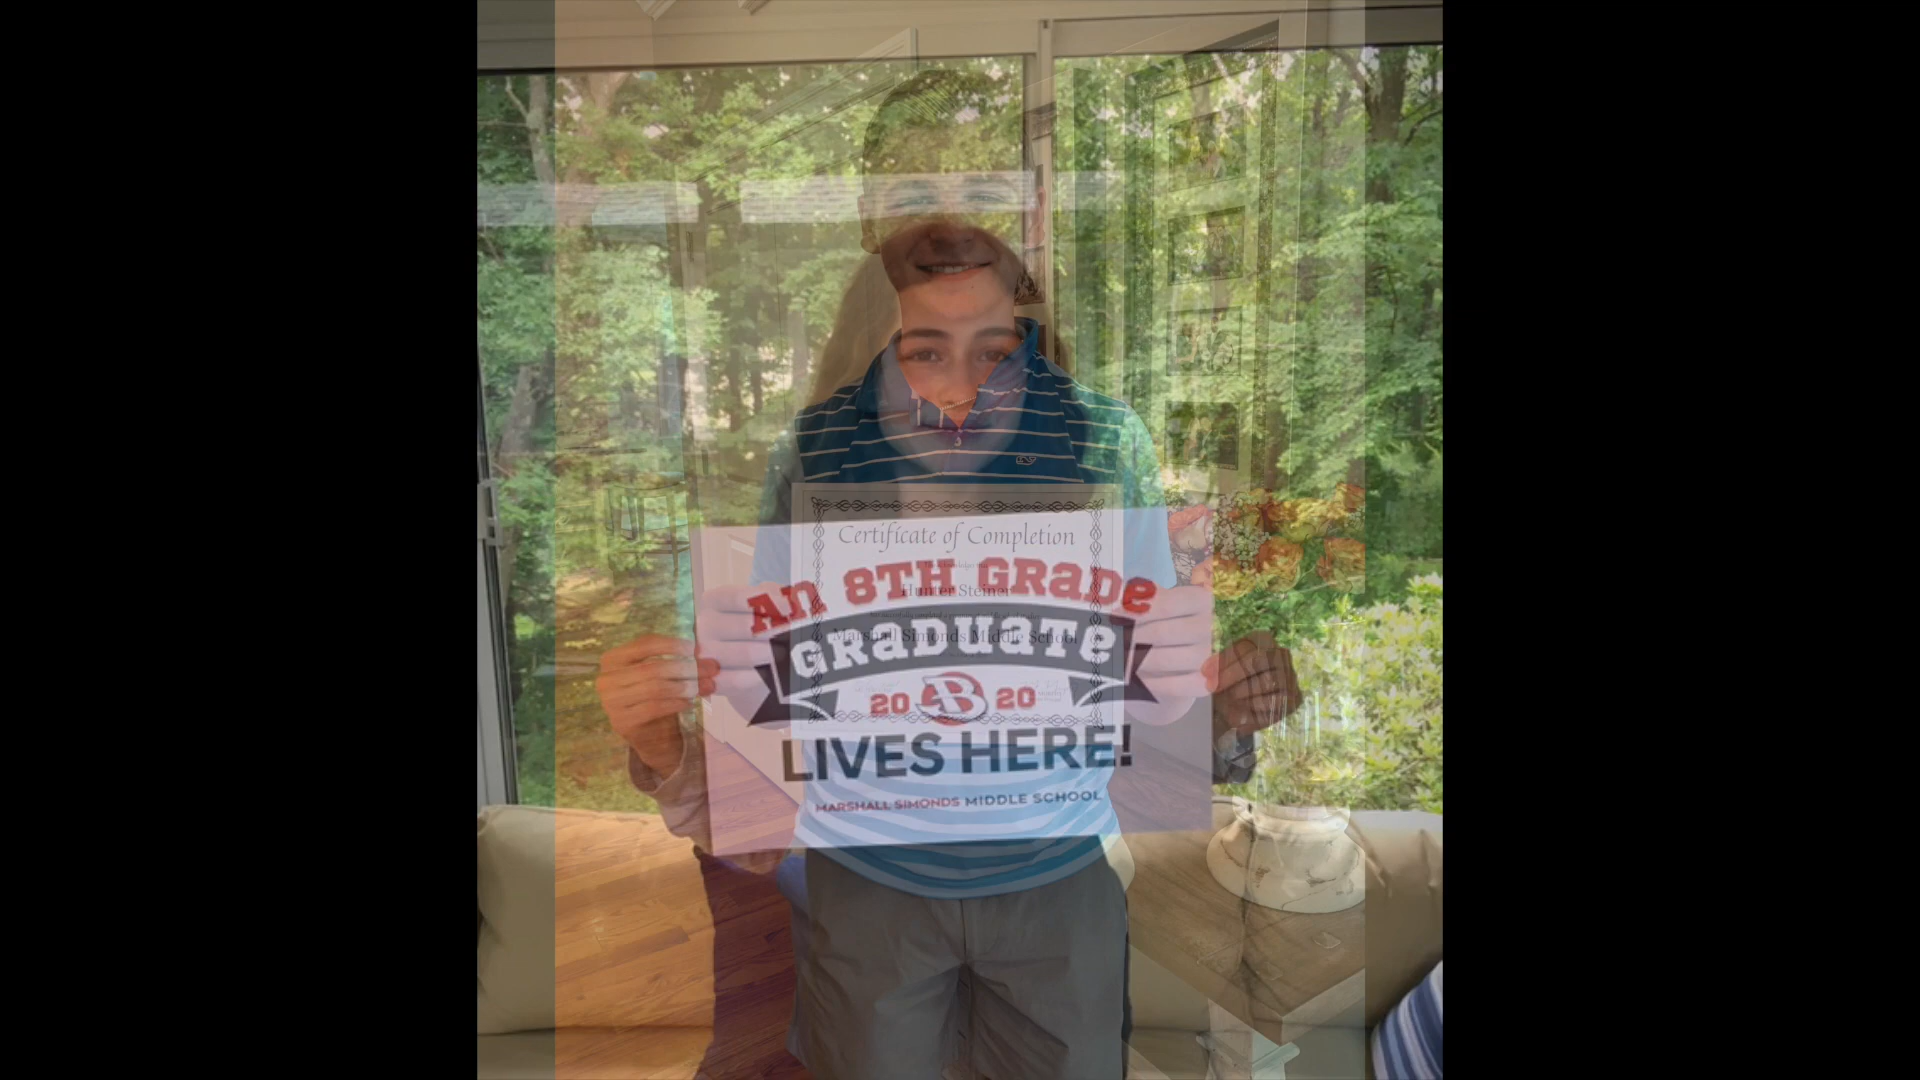 Certificate of Completion
AN 8TH GRADE
Hunter Steiner
Marshall Simonds Middle School
GRADUATE
20 B 20
LIVES HERE!
MARSHALL SIMONDS MIDDLE SCHOOL